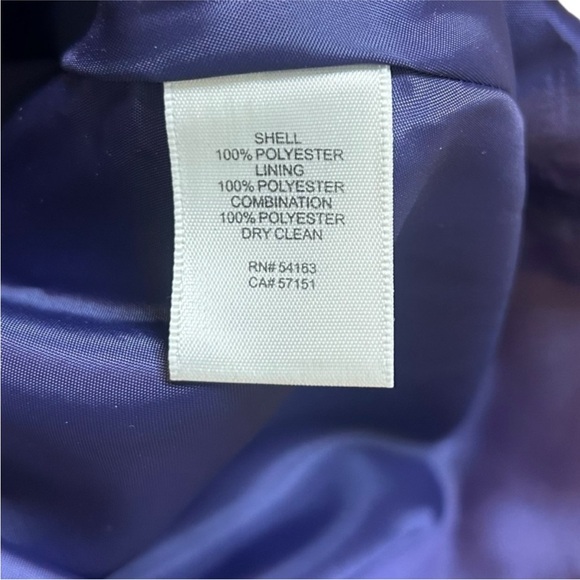 SHELL
100% POLYESTER
LINING
100% POLYESTER
COMBINATION
100% POLYESTER
DRY CLEAN
RN# 54163
CA# 57151